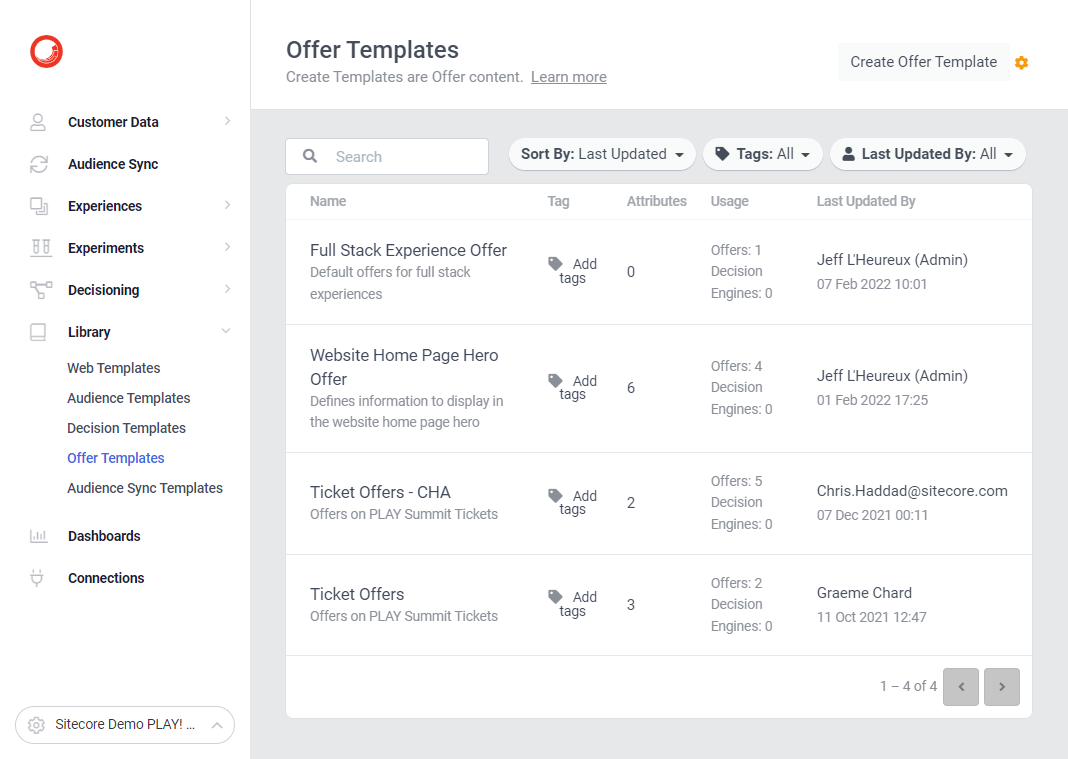 Customer Data
Audience Sync
Experiences
Experiments
Decisioning
Library
Web Templates
Audience Templates
Decision Templates
Offer Templates
Audience Sync Templates
Dashboards
Connections
Sitecore Demo PLAY! ...
Offer Templates
Create Templates are Offer content. Learn more
Create Offer Template
Search
Sort By: Last Updated
Tags: All
Last Updated By: All
Name Tag Attributes Usage Last Updated By
Full Stack Experience Offer
Default offers for full stack
experiences
Add
tags
0
Offers: 1
Decision
Engines: 0
Jeff L'Heureux (Admin)
07 Feb 2022 10:01
Website Home Page Hero
Offer
Defines information to display in
the website home page hero
Add
tags
6
Offers: 4
Decision
Engines: 0
Jeff L'Heureux (Admin)
01 Feb 2022 17:25
Ticket Offers - CHA
Offers on PLAY Summit Tickets
Add
tags
2
Offers: 5
Decision
Engines: 0
Chris.Haddad@sitecore.com
07 Dec 2021 00:11
Ticket Offers
Offers on PLAY Summit Tickets
Add
tags
3
Offers: 2
Decision
Engines: 0
Graeme Chard
11 Oct 2021 12:47
1 – 4 of 4